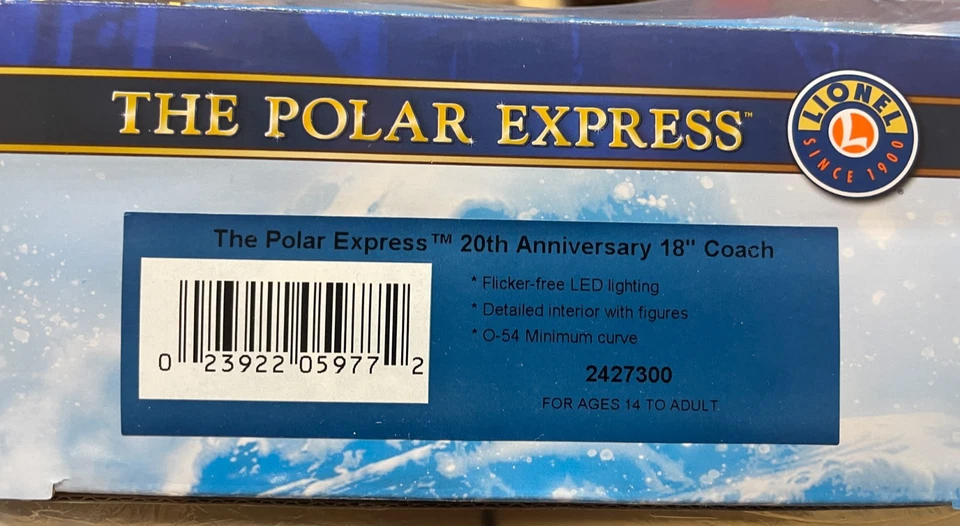 THE POLAR EXPRESS™
LIONEL
L
SINCE 1900
The Polar Express™ 20th Anniversary 18" Coach
* Flicker-free LED lighting
* Detailed interior with figures
* O-54 Minimum curve
0 23922 05977 2
2427300
FOR AGES 14 TO ADULT